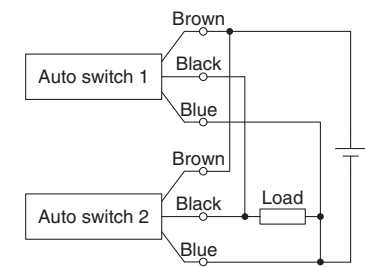 Brown
Auto switch 1
Black
Blue
Brown
Auto switch 2
Black
Load
Blue